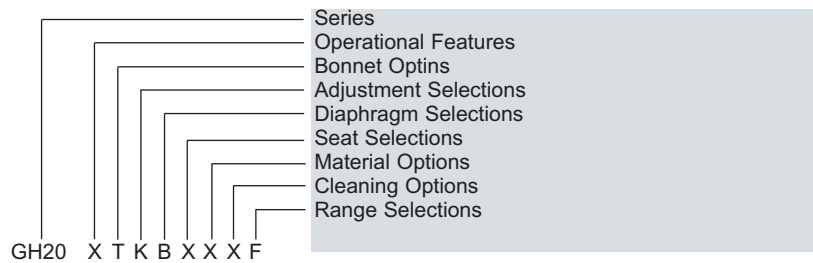 Series
Operational Features
Bonnet Optins
Adjustment Selections
Diaphragm Selections
Seat Selections
Material Options
Cleaning Options
Range Selections
GH20 X T K B X X X F